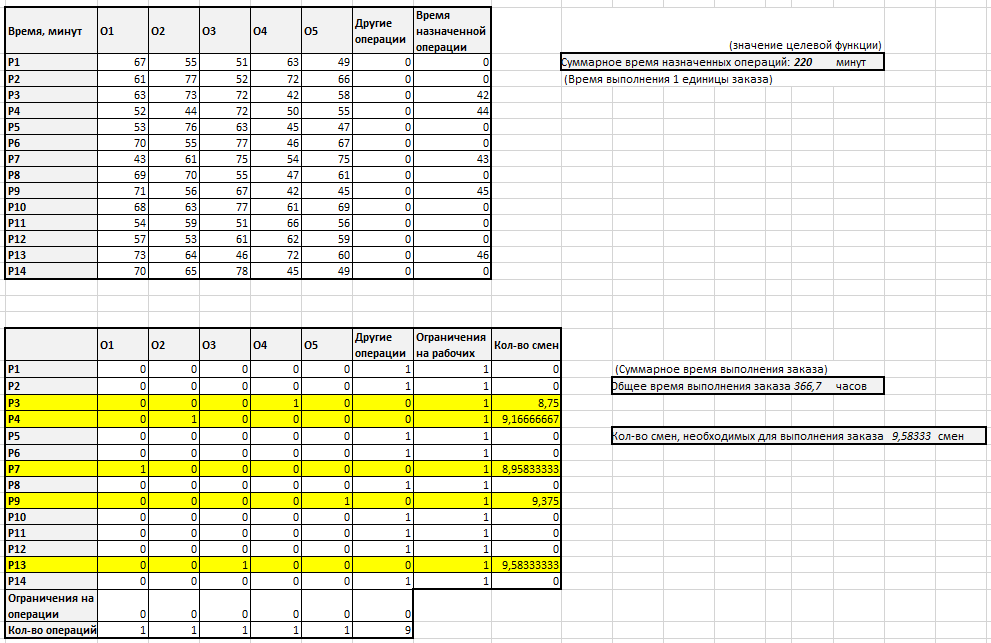 Время, минут O1 O2 O3 O4 O5 Другие операции Время назначенной операции
(значение целевой функции)
P1 67 55 51 63 49 0 0
Суммарное время назначенных операций: 220 минут
P2 61 77 52 72 66 0 0
(Время выполнения 1 единицы заказа)
P3 63 73 72 42 58 0 42
P4 52 44 72 50 55 0 44
P5 53 76 63 45 47 0 0
P6 70 55 77 46 67 0 0
P7 43 61 75 54 75 0 43
P8 69 70 55 47 61 0 0
P9 71 56 67 42 45 0 45
P10 68 63 77 61 69 0 0
P11 54 59 51 66 56 0 0
P12 57 53 61 62 59 0 0
P13 73 64 46 72 60 0 46
P14 70 65 78 45 49 0 0
O1 O2 O3 O4 O5 Другие операции Ограничения на рабочих Кол-во смен
P1 0 0 0 0 0 1 1 0
(Суммарное время выполнения заказа)
P2 0 0 0 0 0 1 1 0
Общее время выполнения заказа 366,7 часов
P3 0 0 0 1 0 0 1 8,75
P4 0 1 0 0 0 0 1 9,16666667
P5 0 0 0 0 0 1 1 0
Кол-во смен, необходимых для выполнения заказа 9,58333 смен
P6 0 0 0 0 0 1 1 0
P7 1 0 0 0 0 0 1 8,95833333
P8 0 0 0 0 0 1 1 0
P9 0 0 0 0 1 0 1 9,375
P10 0 0 0 0 0 1 1 0
P11 0 0 0 0 0 1 1 0
P12 0 0 0 0 0 1 1 0
P13 0 0 1 0 0 0 1 9,58333333
P14 0 0 0 0 0 1 1 0
Ограничения на
операции 0 0 0 0 0 0
Кол-во операций 1 1 1 1 1 9